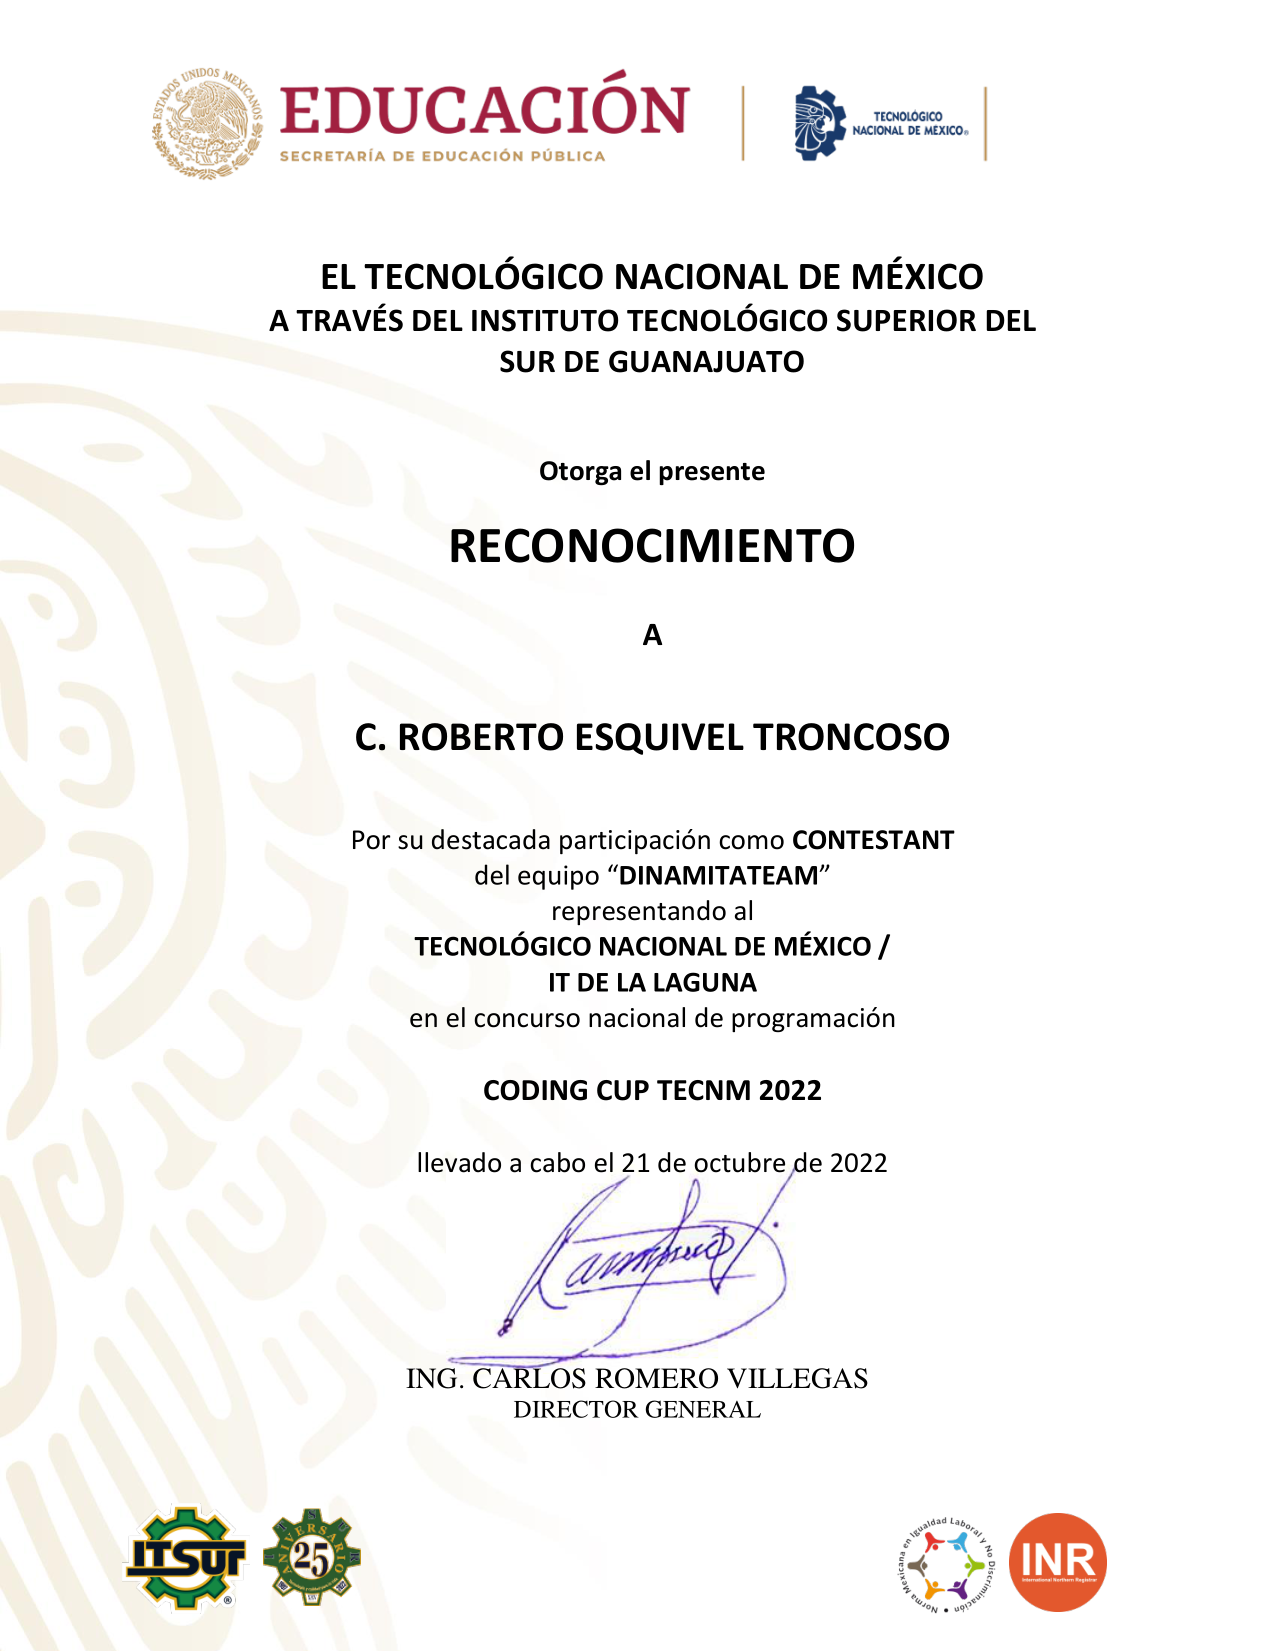 ESTADOS UNIDOS MEXICANOS
EDUCACIÓN
SECRETARÍA DE EDUCACIÓN PÚBLICA
TECNOLÓGICO
NACIONAL DE MÉXICO®
EL TECNOLÓGICO NACIONAL DE MÉXICO
A TRAVÉS DEL INSTITUTO TECNOLÓGICO SUPERIOR DEL
SUR DE GUANAJUATO
Otorga el presente
RECONOCIMIENTO
A
C. ROBERTO ESQUIVEL TRONCOSO
Por su destacada participación como CONTESTANT
del equipo “DINAMITATEAM”
representando al
TECNOLÓGICO NACIONAL DE MÉXICO /
IT DE LA LAGUNA
en el concurso nacional de programación
CODING CUP TECNM 2022
llevado a cabo el 21 de octubre de 2022
ING. CARLOS ROMERO VILLEGAS
DIRECTOR GENERAL
ITSur
®
ITSUR
ANIVERSARIO
25
Norma Mexicana en Igualdad Laboral y No Discriminación •
INR
International Northern Registrar